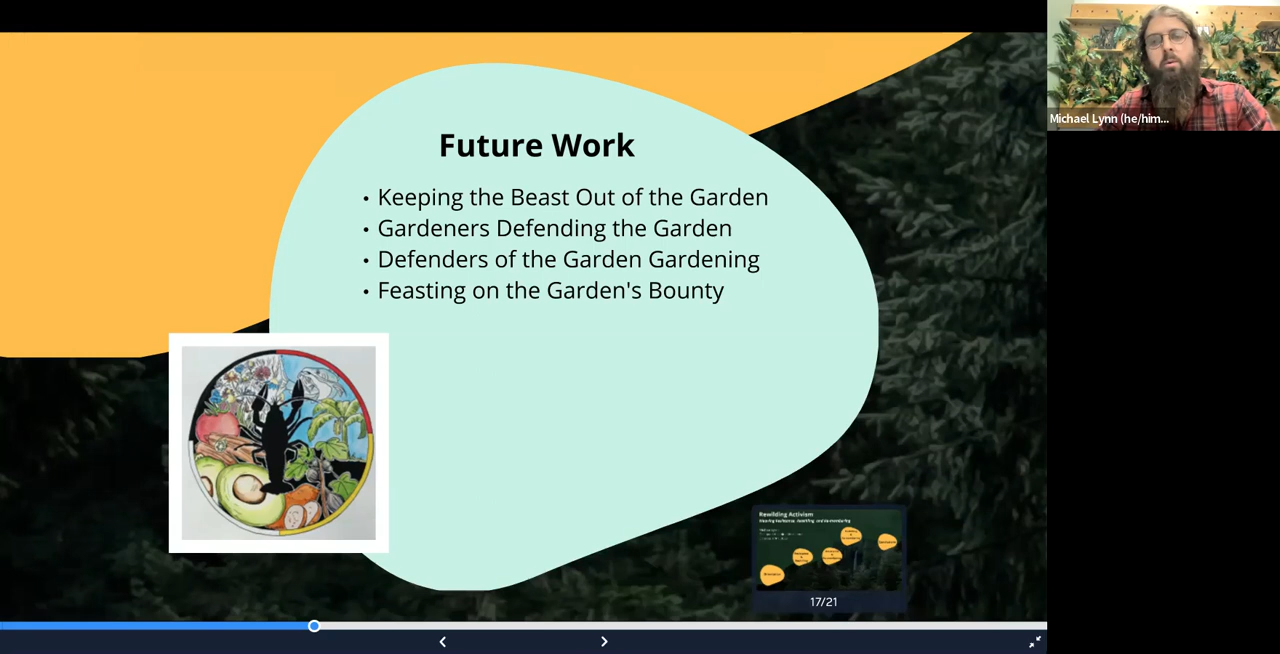 Future Work
• Keeping the Beast Out of the Garden
• Gardeners Defending the Garden
• Defenders of the Garden Gardening
• Feasting on the Garden's Bounty
Michael Lynn (he/him...
Rewilding Activism
17/21